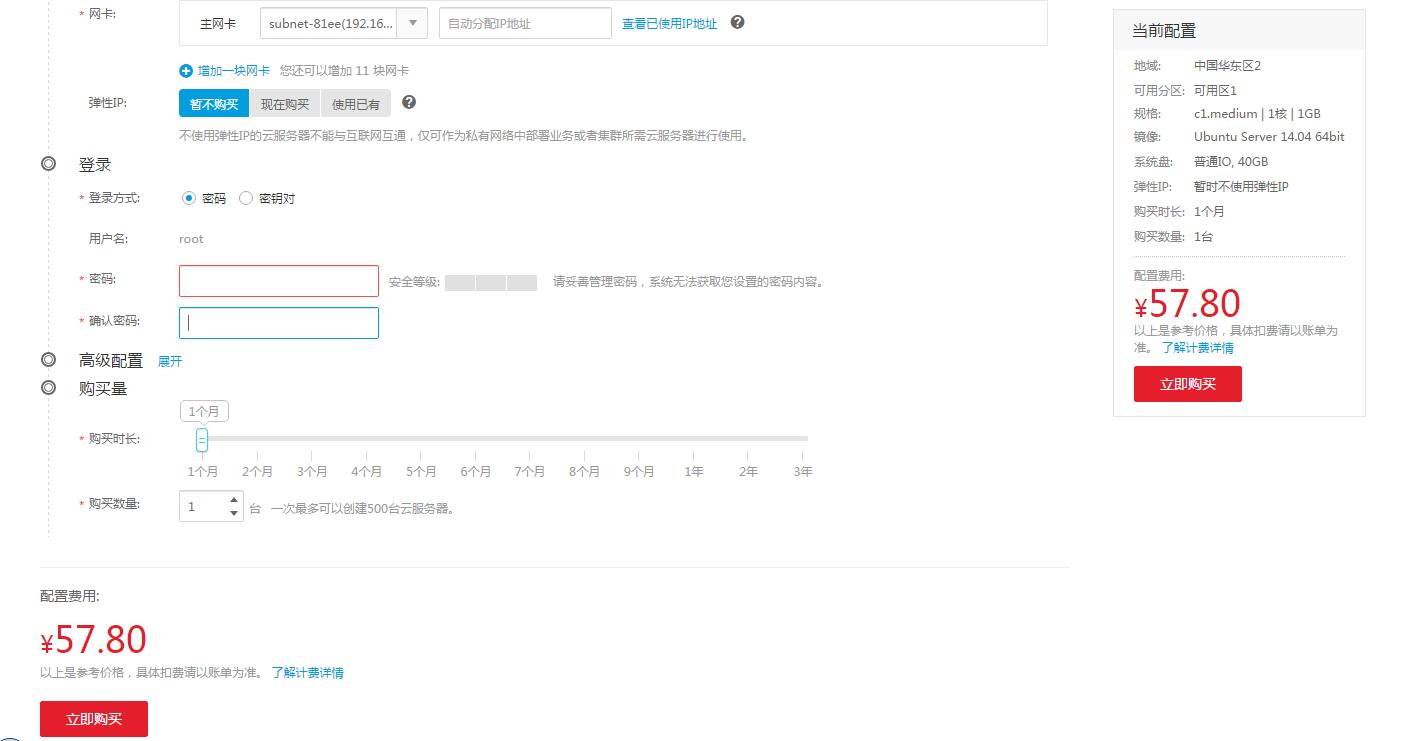 * 网卡:
主网卡 subnet-81ee(192.16... 自动分配IP地址 查看已使用IP地址
增加一块网卡 您还可以增加 11 块网卡
弹性IP: 暂不购买 现在购买 使用已有
不使用弹性IP的云服务器不能与互联网互通，仅可作为私有网络中部署业务或者集群所需云服务器进行使用。
登录
* 登录方式: 密码 密钥对
用户名: root
* 密码: 安全等级: 请妥善管理密码，系统无法获取您设置的密码内容。
* 确认密码:
高级配置 展开
购买量
1个月
* 购买时长:
1个月 2个月 3个月 4个月 5个月 6个月 7个月 8个月 9个月 1年 2年 3年
* 购买数量: 1 台 一次最多可以创建500台云服务器。
配置费用:
¥57.80
以上是参考价格，具体扣费请以账单为准。 了解计费详情
立即购买
当前配置
地域: 中国华东区2
可用分区: 可用区1
规格: c1.medium | 1核 | 1GB
镜像: Ubuntu Server 14.04 64bit
系统盘: 普通IO, 40GB
弹性IP: 暂时不使用弹性IP
购买时长: 1个月
购买数量: 1台
配置费用:
¥57.80
以上是参考价格，具体扣费请以账单为
准。 了解计费详情
立即购买